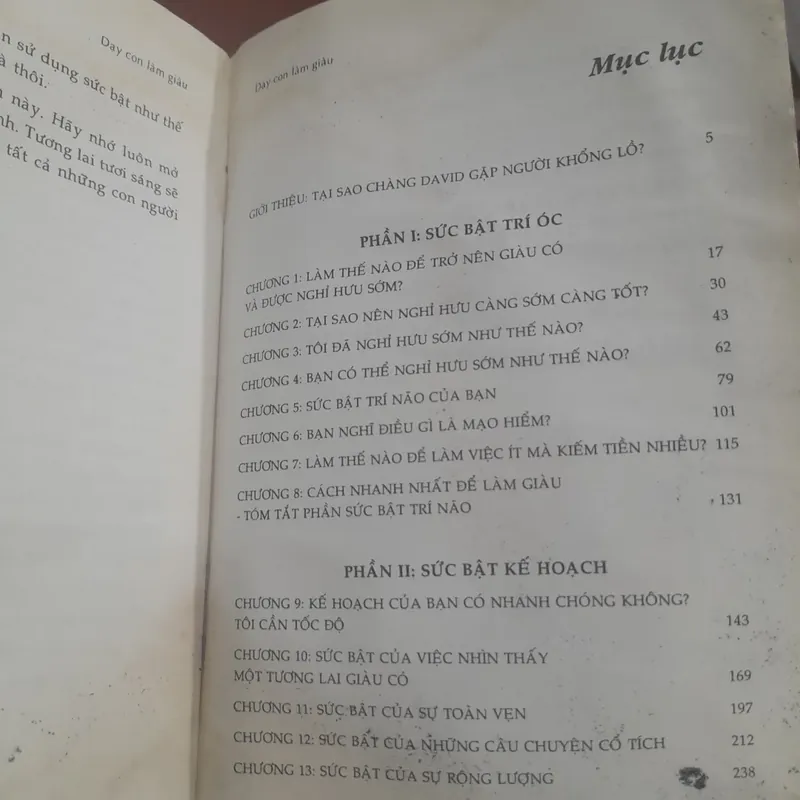 Dạy con làm giàu
n sử dụng sức bật như thế
à thôi.
n này. Hãy nhớ luôn mở
nh. Tương lai tươi sáng sẽ
tất cả những con người
Dạy con làm giàu
Mục lục
GIỚI THIỆU: TẠI SAO CHÀNG DAVID GẶP NGƯỜI KHỔNG LỒ? 5
PHẦN I: SỨC BẬT TRÍ ÓC
CHƯƠNG 1: LÀM THẾ NÀO ĐỂ TRỞ NÊN GIÀU CÓ
VÀ ĐƯỢC NGHỈ HƯU SỚM? 17
CHƯƠNG 2: TẠI SAO NÊN NGHỈ HƯU CÀNG SỚM CÀNG TỐT? 30
CHƯƠNG 3: TÔI ĐÃ NGHỈ HƯU SỚM NHƯ THẾ NÀO? 43
CHƯƠNG 4: BẠN CÓ THỂ NGHỈ HƯU SỚM NHƯ THẾ NÀO? 62
CHƯƠNG 5: SỨC BẬT TRÍ NÃO CỦA BẠN 79
CHƯƠNG 6: BẠN NGHĨ ĐIỀU GÌ LÀ MẠO HIỂM? 101
CHƯƠNG 7: LÀM THẾ NÀO ĐỂ LÀM VIỆC ÍT MÀ KIẾM TIỀN NHIỀU? 115
CHƯƠNG 8: CÁCH NHANH NHẤT ĐỂ LÀM GIÀU
- TÓM TẮT PHẦN SỨC BẬT TRÍ NÃO 131
PHẦN II: SỨC BẬT KẾ HOẠCH
CHƯƠNG 9: KẾ HOẠCH CỦA BẠN CÓ NHANH CHÓNG KHÔNG?
TÔI CẦN TỐC ĐỘ 143
CHƯƠNG 10: SỨC BẬT CỦA VIỆC NHÌN THẤY
MỘT TƯƠNG LAI GIÀU CÓ 169
CHƯƠNG 11: SỨC BẬT CỦA SỰ TOÀN VẸN 197
CHƯƠNG 12: SỨC BẬT CỦA NHỮNG CÂU CHUYỆN CỔ TÍCH 212
CHƯƠNG 13: SỨC BẬT CỦA SỰ RỘNG LƯỢNG 238